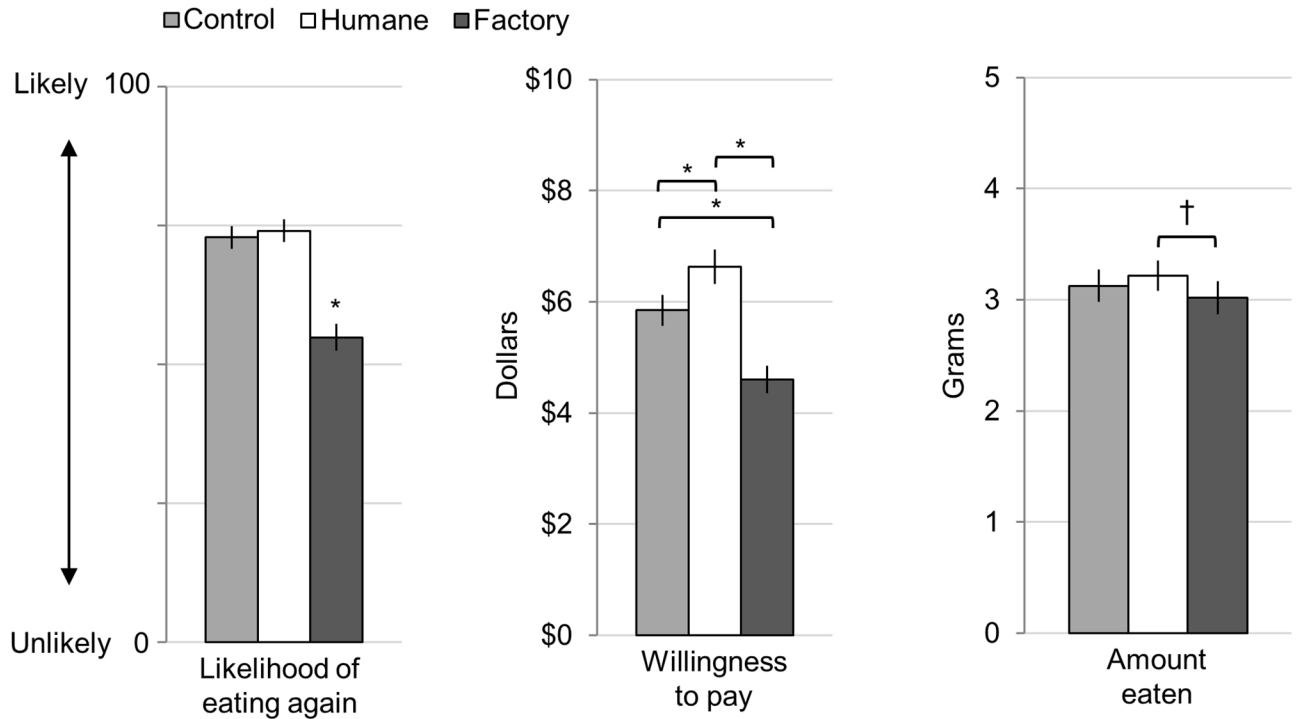 Control Humane Factory
Likely 100
Unlikely 0
*
Likelihood of
eating again
$10
$8
$6
$4
$2
$0
Dollars
*
*
*
Willingness
to pay
5
4
3
2
1
0
Grams
†
Amount
eaten